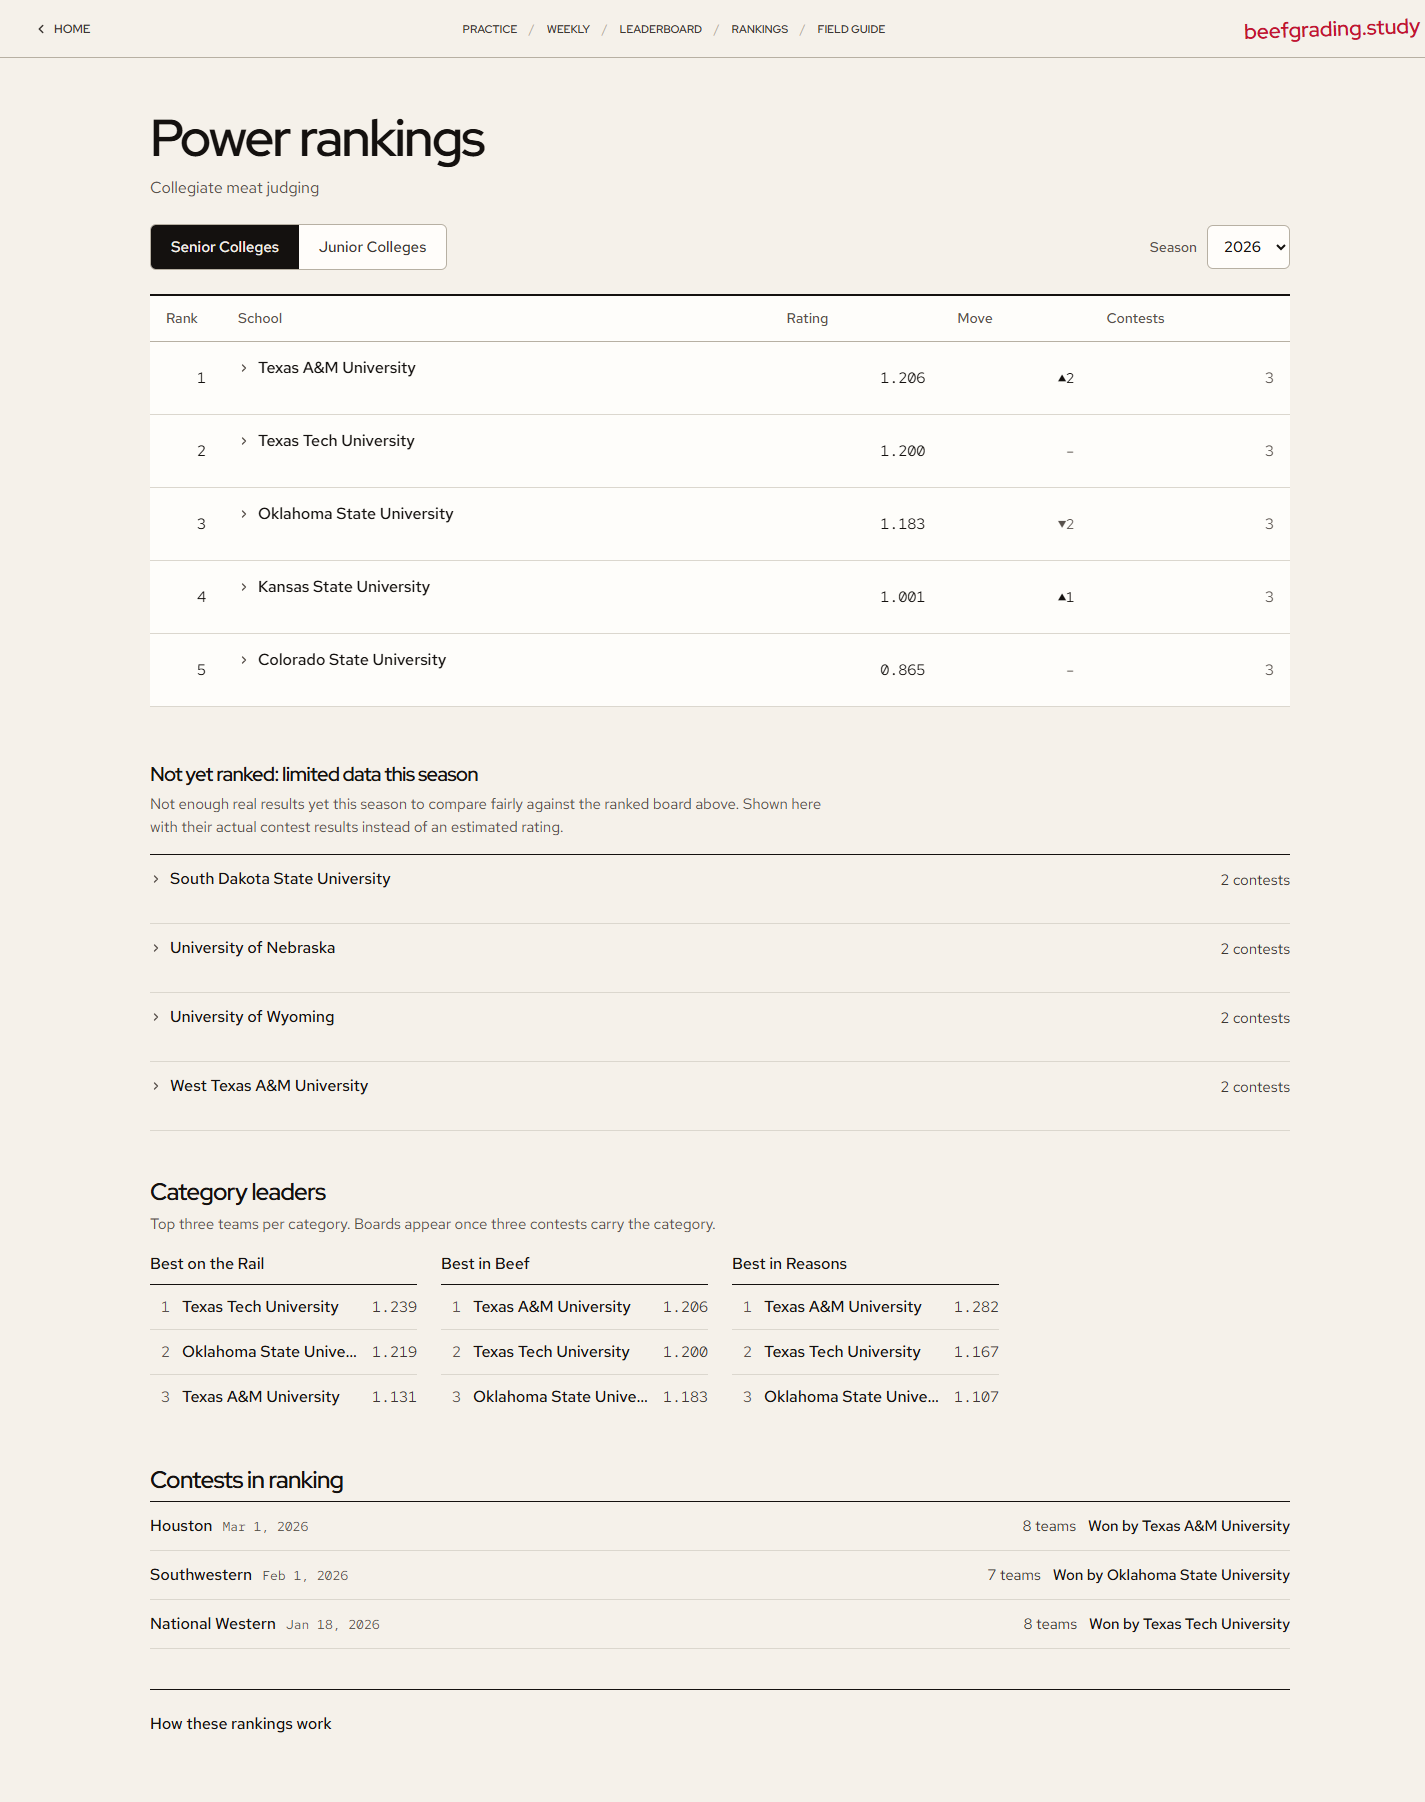 HOME
PRACTICE / WEEKLY / LEADERBOARD / RANKINGS / FIELD GUIDE
beefgrading.study
Power rankings
Collegiate meat judging
Senior Colleges Junior Colleges
Season 2026
Rank School Rating Move Contests
1 Texas A&M University 1.206 ▲2 3
2 Texas Tech University 1.200 – 3
3 Oklahoma State University 1.183 ▼2 3
4 Kansas State University 1.001 ▲1 3
5 Colorado State University 0.865 – 3
Not yet ranked: limited data this season
Not enough real results yet this season to compare fairly against the ranked board above. Shown here
with their actual contest results instead of an estimated rating.
South Dakota State University 2 contests
University of Nebraska 2 contests
University of Wyoming 2 contests
West Texas A&M University 2 contests
Category leaders
Top three teams per category. Boards appear once three contests carry the category.
Best on the Rail
1 Texas Tech University 1.239
2 Oklahoma State Unive... 1.219
3 Texas A&M University 1.131
Best in Beef
1 Texas A&M University 1.206
2 Texas Tech University 1.200
3 Oklahoma State Unive... 1.183
Best in Reasons
1 Texas A&M University 1.282
2 Texas Tech University 1.167
3 Oklahoma State Unive... 1.107
Contests in ranking
Houston Mar 1, 2026 8 teams Won by Texas A&M University
Southwestern Feb 1, 2026 7 teams Won by Oklahoma State University
National Western Jan 18, 2026 8 teams Won by Texas Tech University
How these rankings work